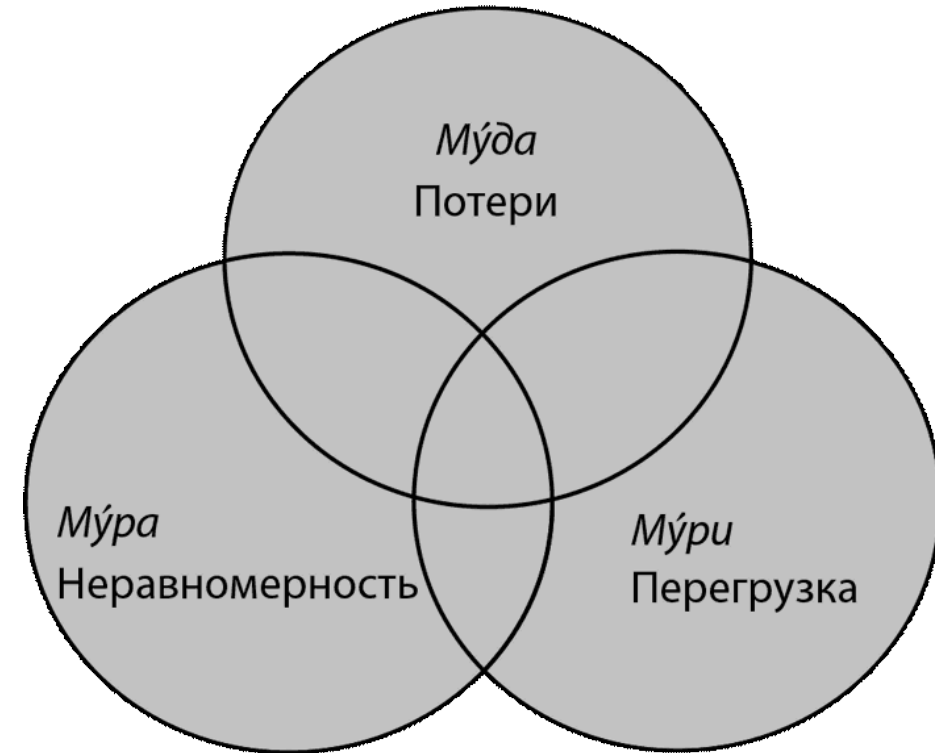 Му́да
Потери
Му́ра
Неравномерность
Му́ри
Перегрузка